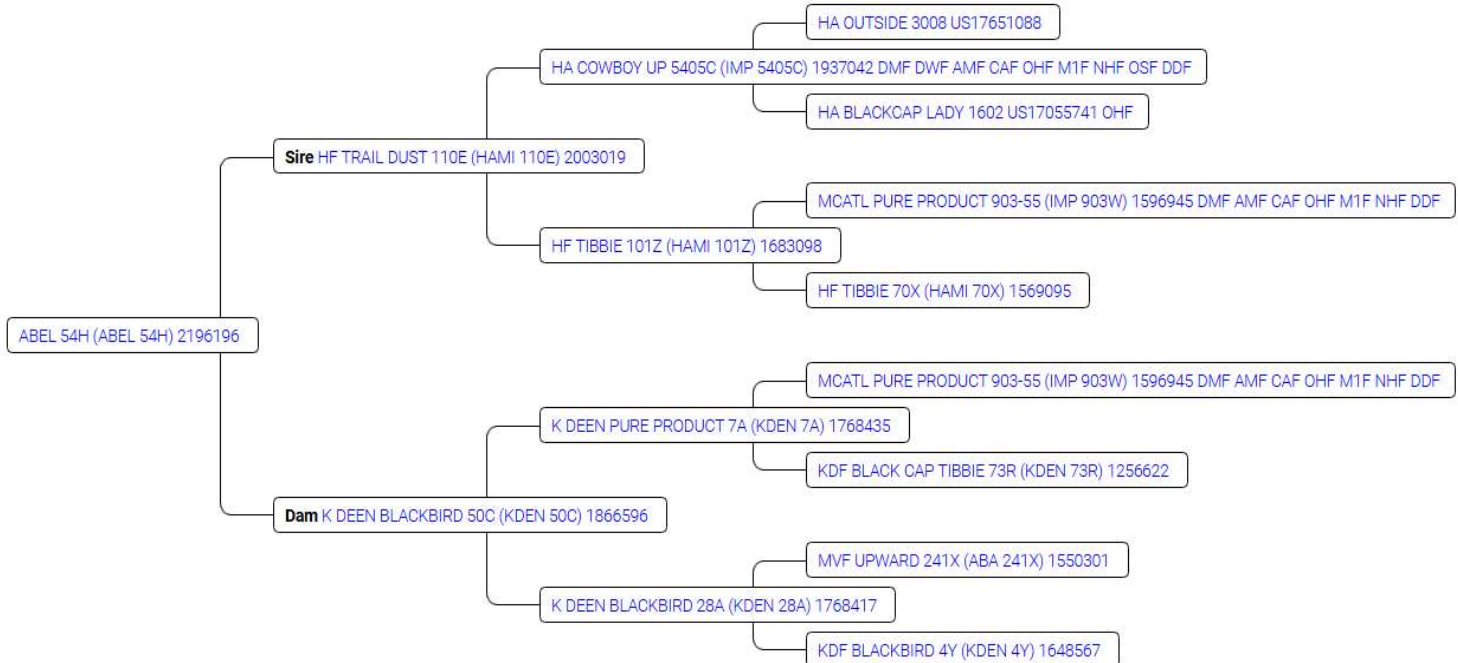 HA OUTSIDE 3008 US17651088
HA COWBOY UP 5405C (IMP 5405C) 1937042 DMF DWF AMF CAF OHF M1F NHF OSF DDF
HA BLACKCAP LADY 1602 US17055741 OHF
Sire HF TRAIL DUST 110E (HAMI 110E) 2003019
MCATL PURE PRODUCT 903-55 (IMP 903W) 1596945 DMF AMF CAF OHF M1F NHF DDF
HF TIBBIE 101Z (HAMI 101Z) 1683098
HF TIBBIE 70X (HAMI 70X) 1569095
ABEL 54H (ABEL 54H) 2196196
MCATL PURE PRODUCT 903-55 (IMP 903W) 1596945 DMF AMF CAF OHF M1F NHF DDF
K DEEN PURE PRODUCT 7A (KDEN 7A) 1768435
KDF BLACK CAP TIBBIE 73R (KDEN 73R) 1256622
Dam K DEEN BLACKBIRD 50C (KDEN 50C) 1866596
MVF UPWARD 241X (ABA 241X) 1550301
K DEEN BLACKBIRD 28A (KDEN 28A) 1768417
KDF BLACKBIRD 4Y (KDEN 4Y) 1648567